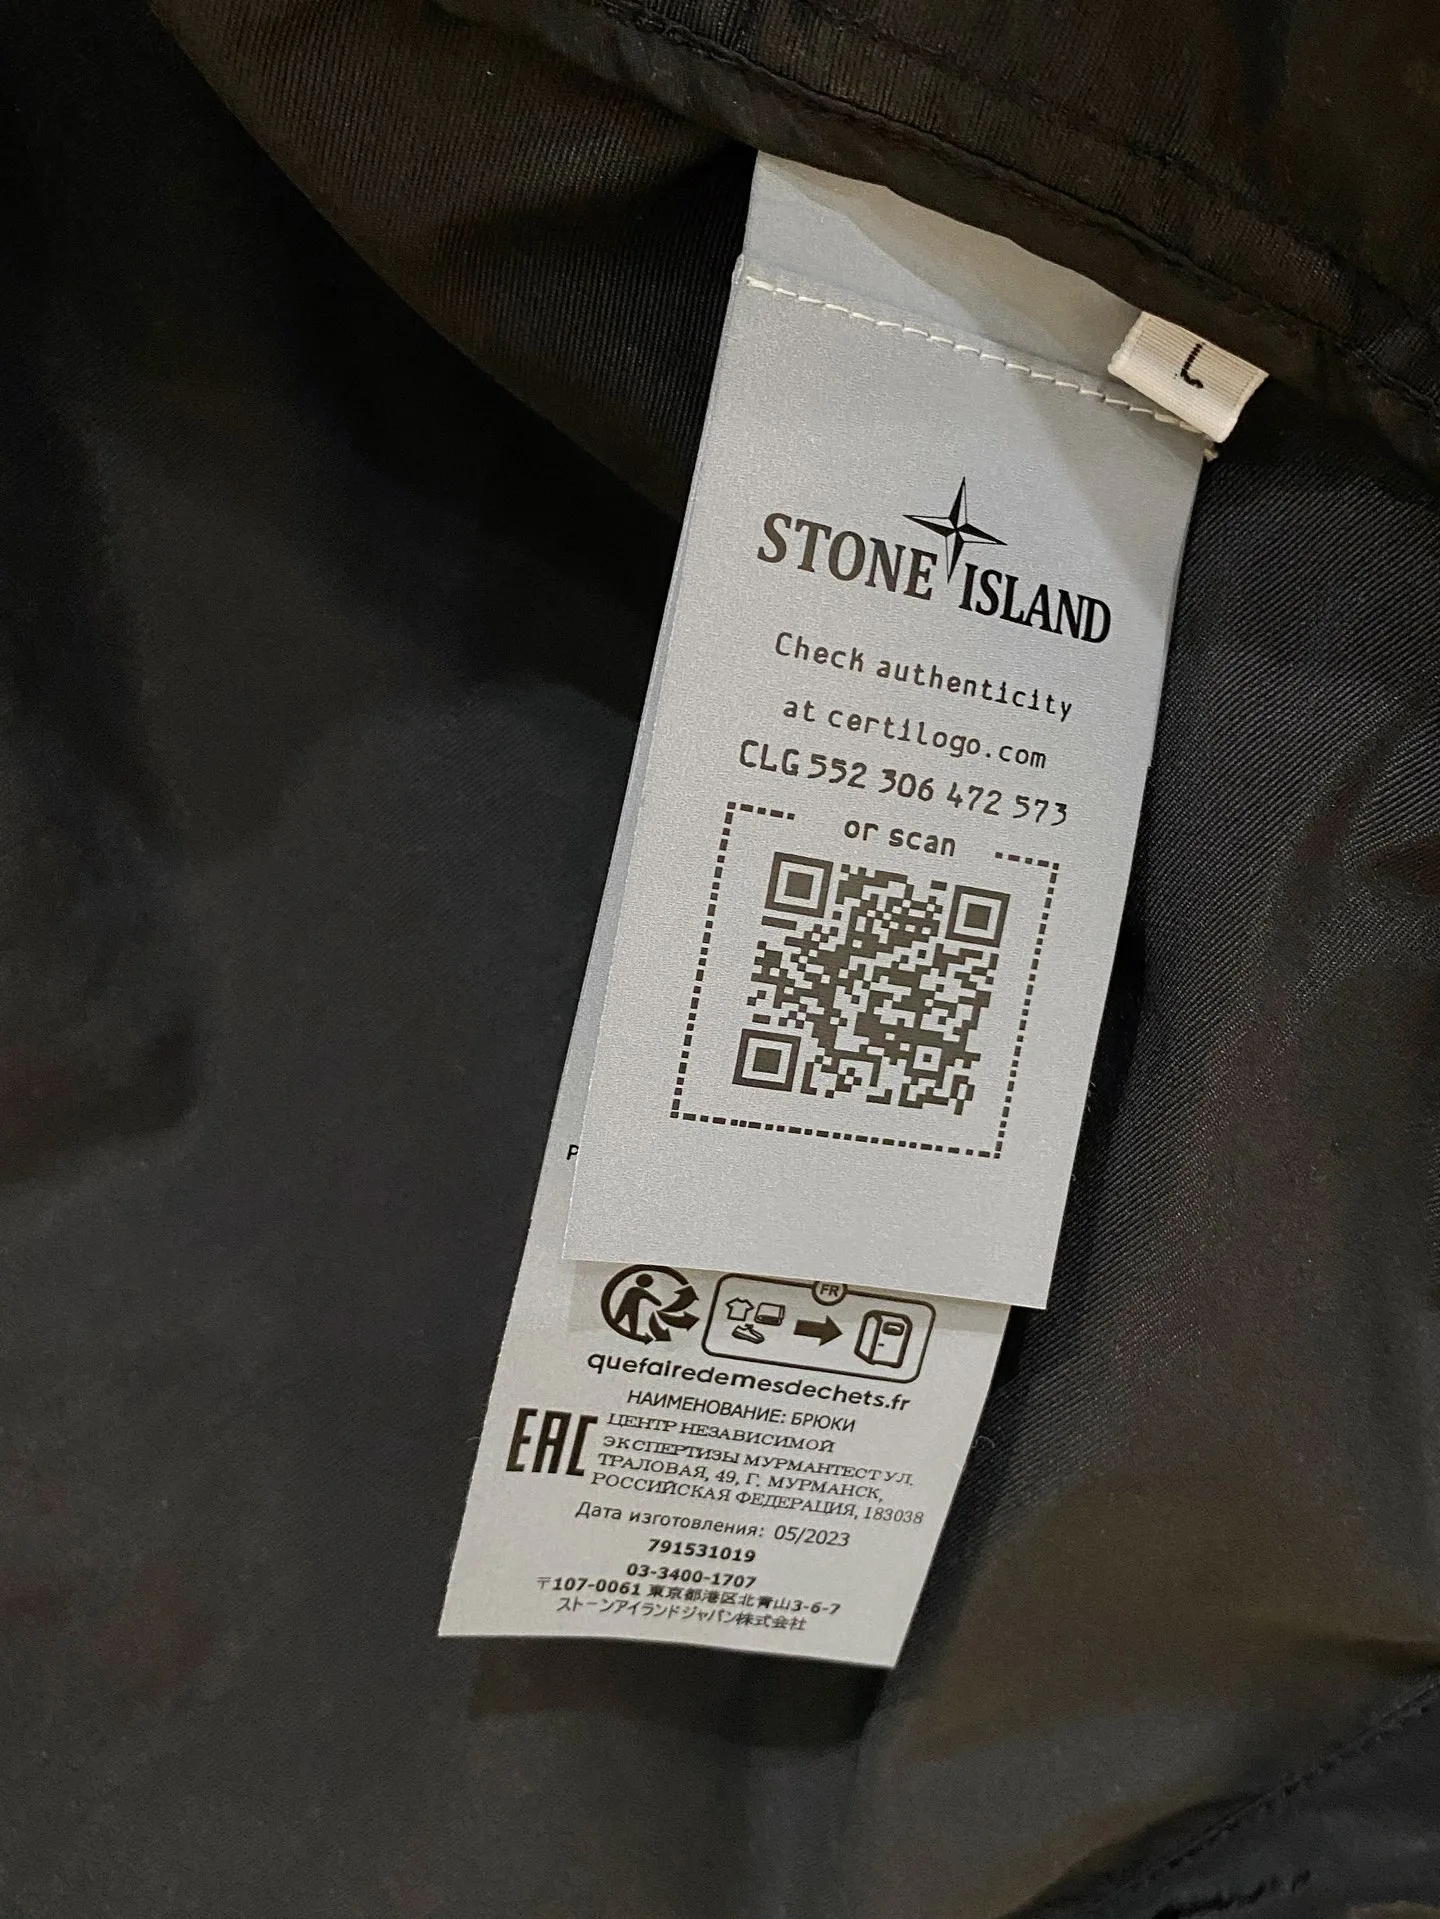 L
STONE ISLAND
Check authenticity
at certilogo.com
CLG 552 306 472 573
or scan
P
FR
quefairedemesdechets.fr
НАИМЕНОВАНИЕ: БРЮКИ
EAC
ЦЕНТР НЕЗАВИСИМОЙ
ЭКСПЕРТИЗЫ МУРМАНТЕСТ УЛ.
ТРАЛОВАЯ, 49, Г. МУРМАНСК,
РОССИЙСКАЯ ФЕДЕРАЦИЯ, 183038
Дата изготовления: 05/2023
791531019
03-3400-1707
〒107-0061 東京都港区北青山3-6-7
ストーンアイランドジャパン株式会社